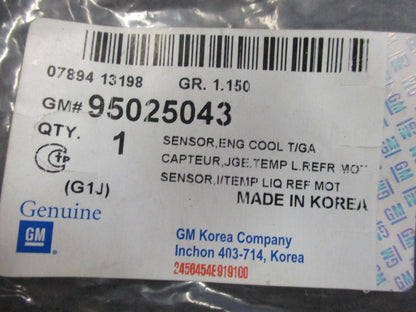 07894 13198 GR. 1.150
GM# 95025043
QTY. 1
SENSOR,ENG COOL T/GA
CAPTEUR,JGE.TEMP L.REFR MOT
SENSOR,I/TEMP LIQ REF MOT
(G1J)
MADE IN KOREA
Genuine
GM
GM Korea Company
Inchon 403-714, Korea
2456454E919100